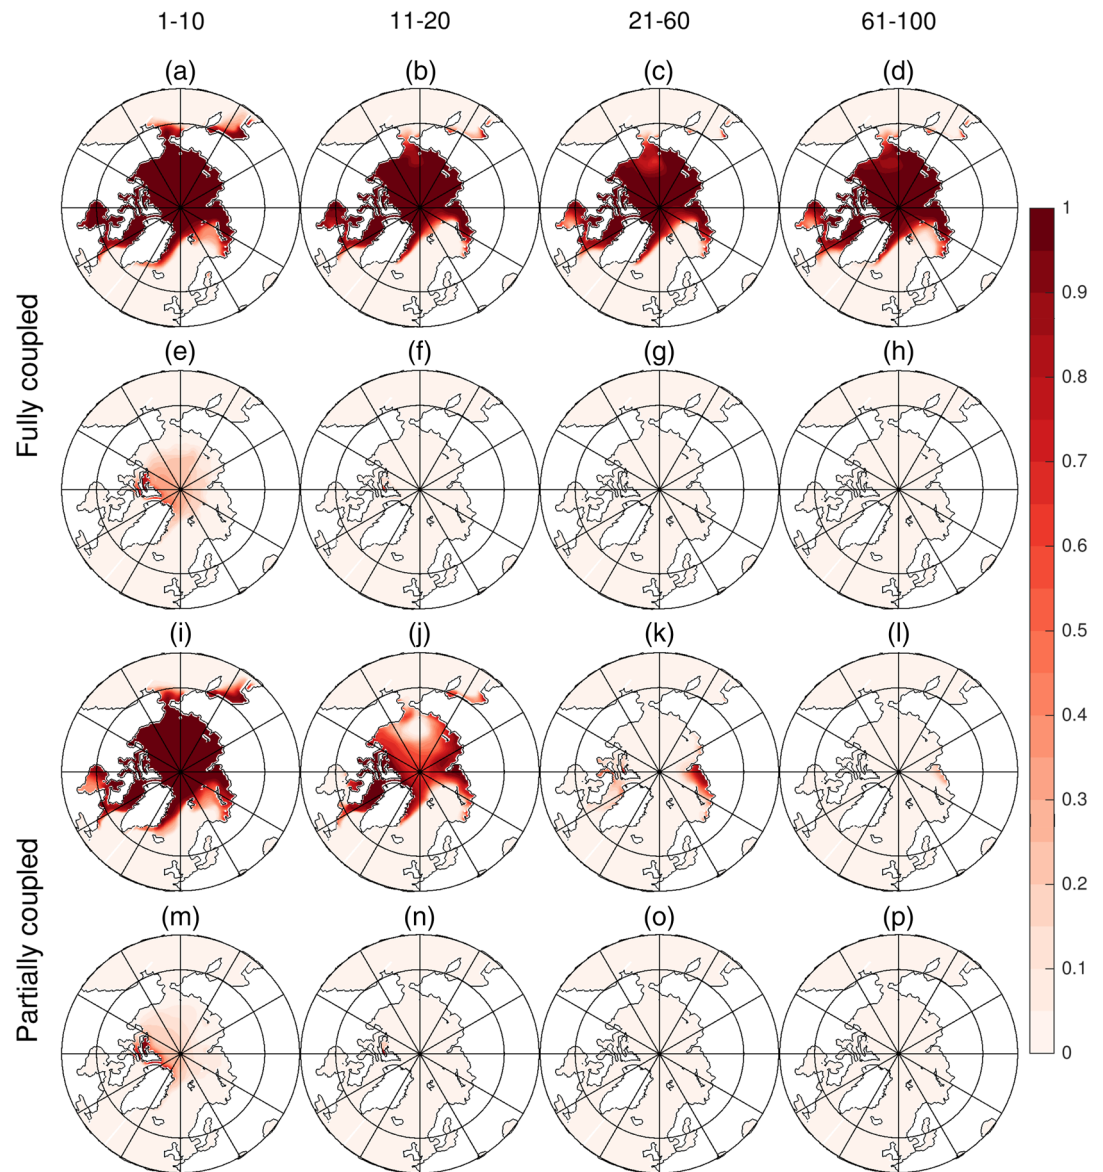 1-10 11-20 21-60 61-100
(a) (b) (c) (d)
Fully coupled
(e) (f) (g) (h)
(i) (j) (k) (l)
Partially coupled
(m) (n) (o) (p)
1
0.9
0.8
0.7
0.6
0.5
0.4
0.3
0.2
0.1
0